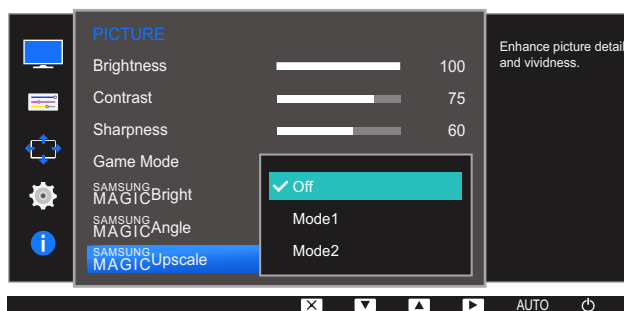 PICTURE
Brightness 100
Contrast 75
Sharpness 60
Game Mode
SAMSUNG
MAGICBright
SAMSUNG
MAGICAngle
SAMSUNG
MAGICUpscale
Off
Mode1
Mode2
Enhance picture detail
and vividness.
AUTO